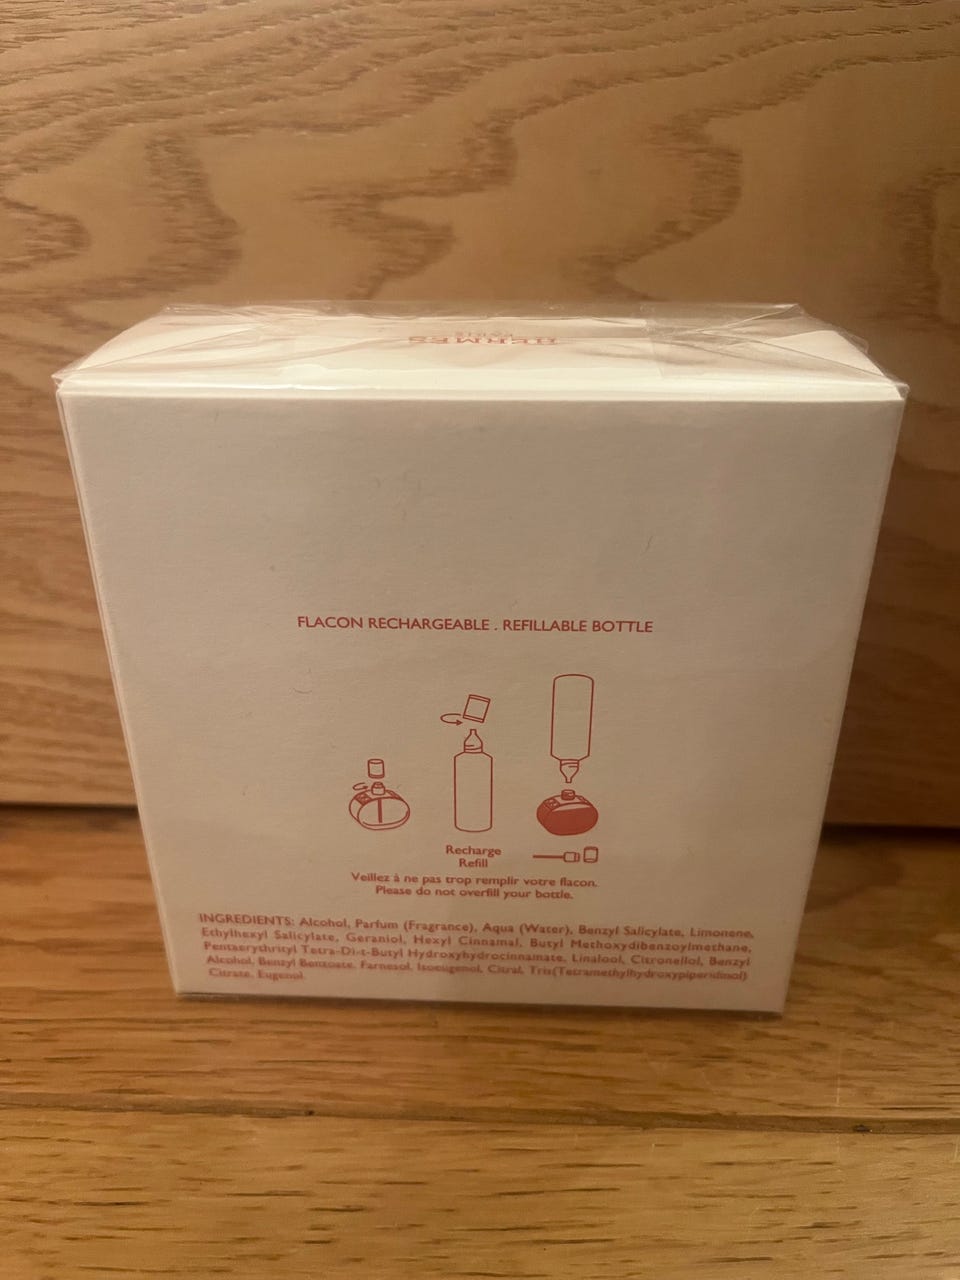 HERMÈS
PARIS
FLACON RECHARGEABLE . REFILLABLE BOTTLE
Recharge
Refill
Veillez à ne pas trop remplir votre flacon.
Please do not overfill your bottle.
INGREDIENTS: Alcohol, Parfum (Fragrance), Aqua (Water), Benzyl Salicylate, Limonene,
Ethylhexyl Salicylate, Geraniol, Hexyl Cinnamal, Butyl Methoxydibenzoylmethane,
Pentaerythrityl Tetra-Di-t-Butyl Hydroxyhydrocinnamate, Linalool, Citronellol, Benzyl
Alcohol, Benzyl Benzoate, Farnesol, Isoeugenol, Citral, Tris(Tetramethylhydroxypiperidinol)
Citrate, Eugenol.